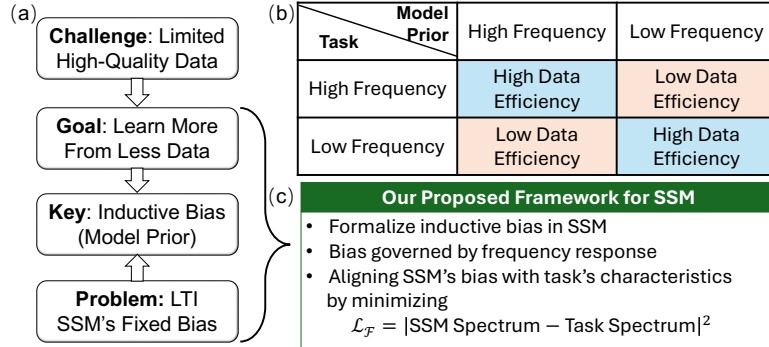 (a)
Challenge: Limited
High-Quality Data
Goal: Learn More
From Less Data
Key: Inductive Bias
(Model Prior)
Problem: LTI
SSM's Fixed Bias
(b)
Model
Prior
Task
High Frequency
Low Frequency
High Frequency
High Data
Efficiency
Low Data
Efficiency
Low Frequency
Low Data
Efficiency
High Data
Efficiency
(c)
Our Proposed Framework for SSM
• Formalize inductive bias in SSM
• Bias governed by frequency response
• Aligning SSM's bias with task's characteristics
by minimizing
ℒ_ℱ = |SSM Spectrum − Task Spectrum|²